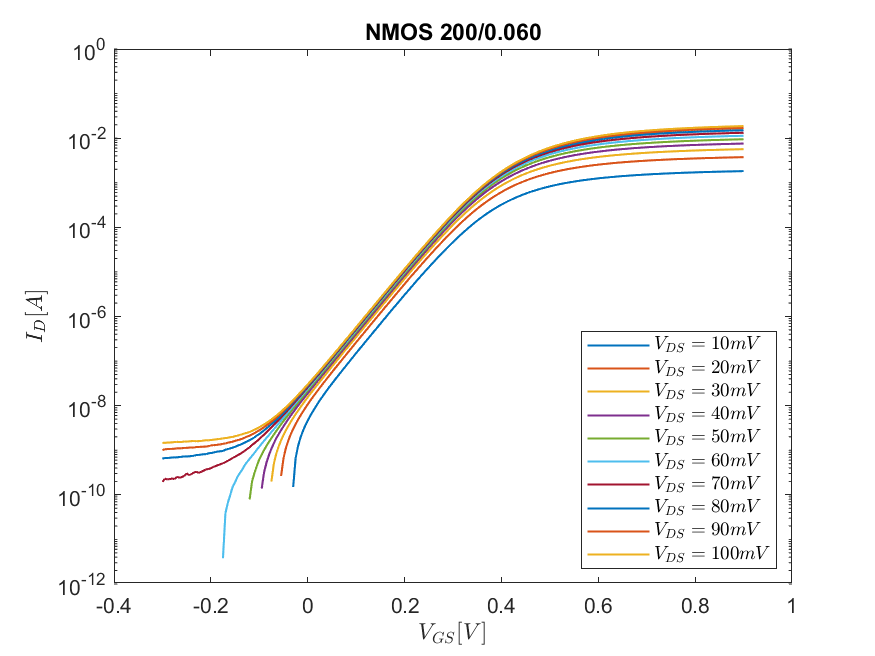 NMOS 200/0.060
10^0
10^-2
10^-4
10^-6
10^-8
10^-10
10^-12
I_D[A]
V_DS = 10mV
V_DS = 20mV
V_DS = 30mV
V_DS = 40mV
V_DS = 50mV
V_DS = 60mV
V_DS = 70mV
V_DS = 80mV
V_DS = 90mV
V_DS = 100mV
-0.4 -0.2 0 0.2 0.4 0.6 0.8 1
V_GS[V]